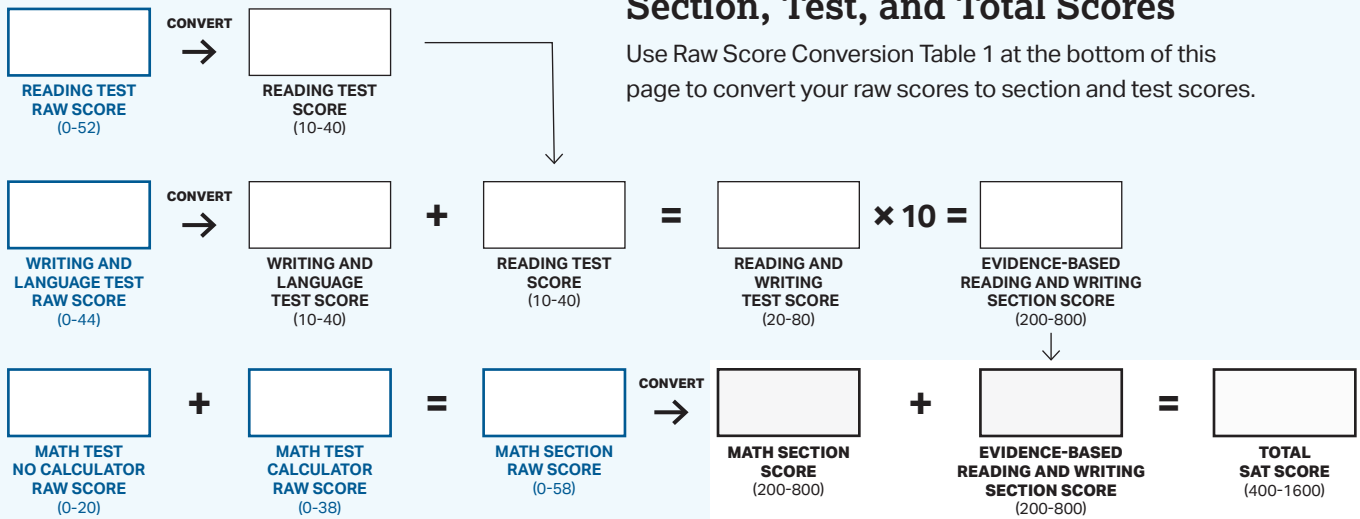 Section, Test, and Total Scores
Use Raw Score Conversion Table 1 at the bottom of this
page to convert your raw scores to section and test scores.
CONVERT
→
READING TEST
RAW SCORE
(0-52)
READING TEST
SCORE
(10-40)
CONVERT
→
+
=
× 10 =
WRITING AND
LANGUAGE TEST
RAW SCORE
(0-44)
WRITING AND
LANGUAGE
TEST SCORE
(10-40)
READING TEST
SCORE
(10-40)
READING AND
WRITING
TEST SCORE
(20-80)
EVIDENCE-BASED
READING AND WRITING
SECTION SCORE
(200-800)
+
=
CONVERT
→
+
=
MATH TEST
NO CALCULATOR
RAW SCORE
(0-20)
MATH TEST
CALCULATOR
RAW SCORE
(0-38)
MATH SECTION
RAW SCORE
(0-58)
MATH SECTION
SCORE
(200-800)
EVIDENCE-BASED
READING AND WRITING
SECTION SCORE
(200-800)
TOTAL
SAT SCORE
(400-1600)